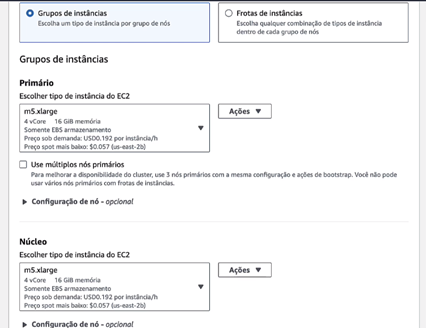 Grupos de instâncias
Escolha um tipo de instância por grupo de nós
Frotas de instâncias
Escolha qualquer combinação de tipos de instância
dentro de cada grupo de nós
Grupos de instâncias
Primário
Escolher tipo de instância do EC2
m5.xlarge
4 vCore 16 GiB memória
Somente EBS armazenamento
Preço sob demanda: USD0.192 por instância/h
Preço spot mais baixo: $0.057 (us-east-2b)
Ações
Use múltiplos nós primários
Para melhorar a disponibilidade do cluster, use 3 nós primários com a mesma configuração e ações de bootstrap. Você não pode
usar vários nós primários com frotas de instâncias.
Configuração de nó - opcional
Núcleo
Escolher tipo de instância do EC2
m5.xlarge
4 vCore 16 GiB memória
Somente EBS armazenamento
Preço sob demanda: USD0.192 por instância/h
Preço spot mais baixo: $0.057 (us-east-2b)
Ações
Configuração de nó - opcional